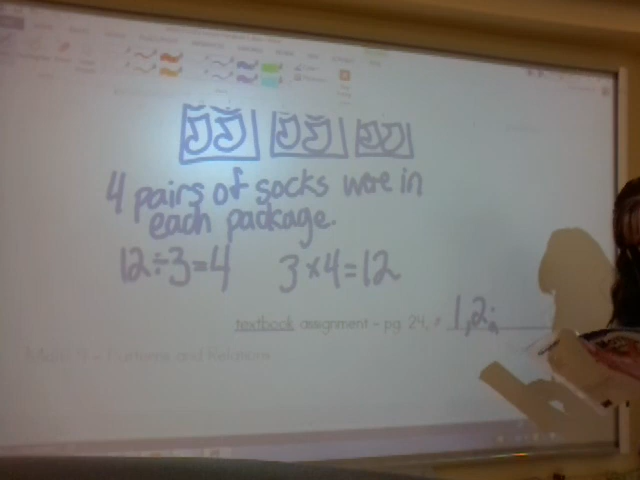 4 pairs of socks were in
each package.
12÷3=4 3×4=12
textbook assignment - pg. 24, # 1,2;
Math 9 - Patterns and Relations